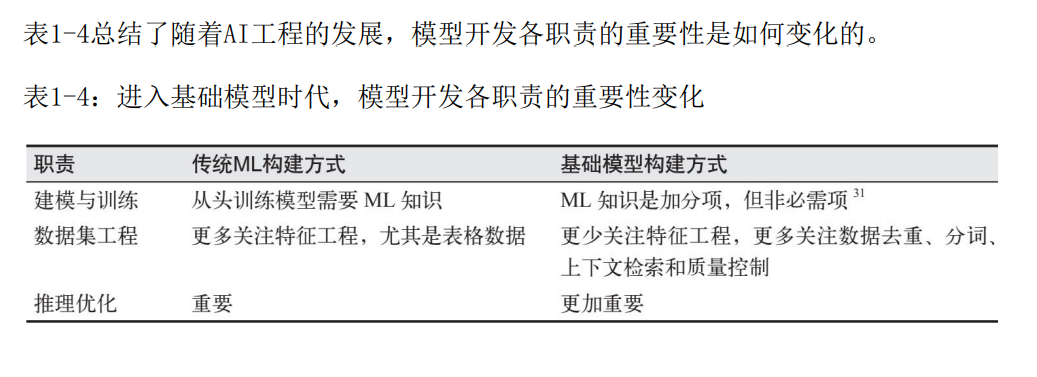 表1-4总结了随着AI工程的发展，模型开发各职责的重要性是如何变化的。
表1-4：进入基础模型时代，模型开发各职责的重要性变化
职责 传统ML构建方式 基础模型构建方式
建模与训练 从头训练模型需要 ML 知识 ML 知识是加分项，但非必需项 31
数据集工程 更多关注特征工程，尤其是表格数据 更少关注特征工程，更多关注数据去重、分词、
上下文检索和质量控制
推理优化 重要 更加重要